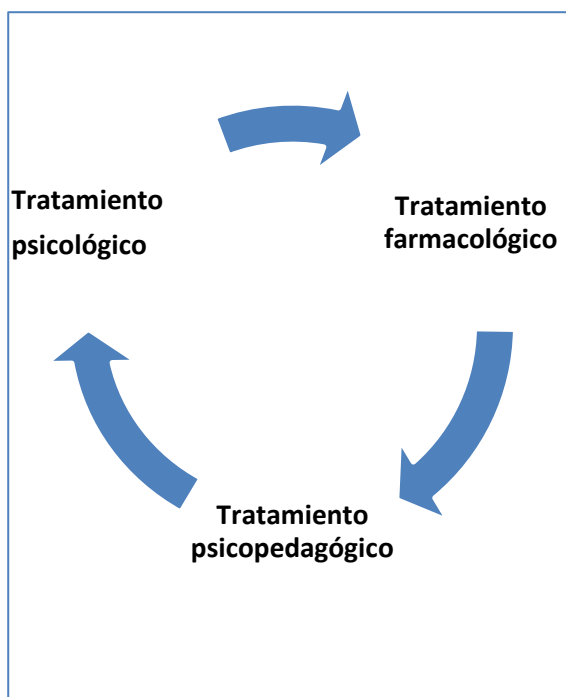 Tratamiento
psicológico
Tratamiento
farmacológico
Tratamiento
psicopedagógico